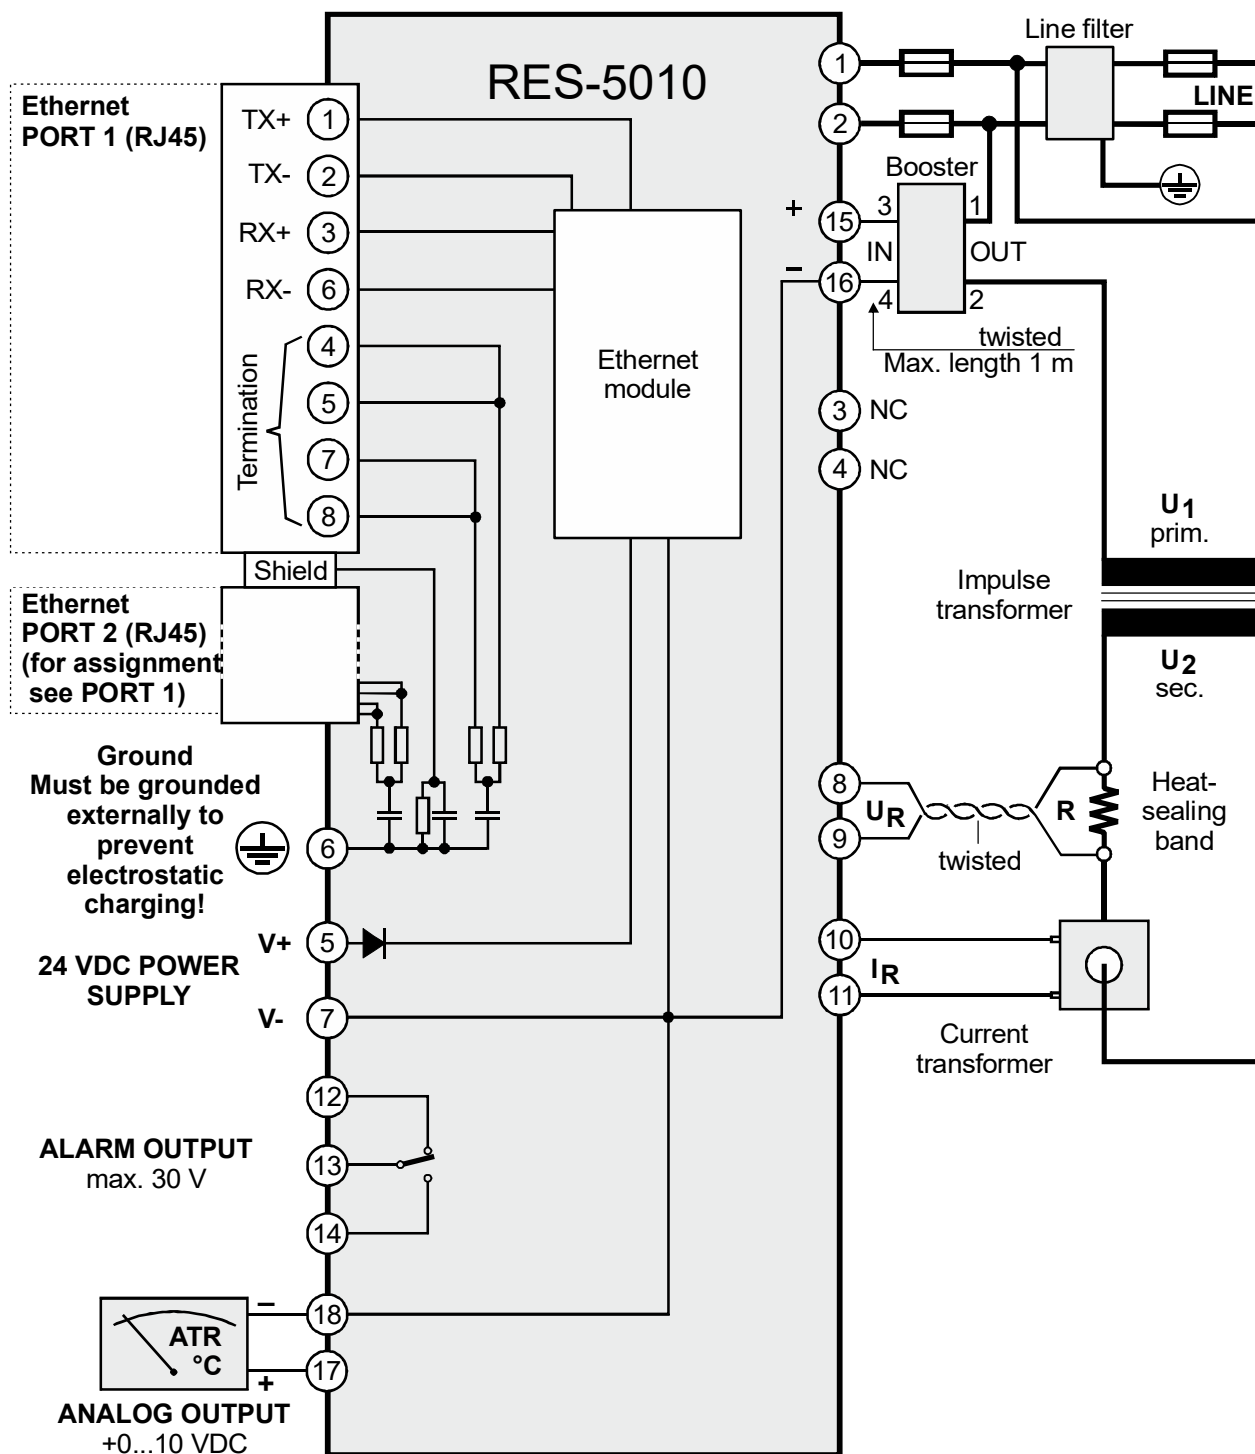 RES-5010
Ethernet
PORT 1 (RJ45)
TX+ 1
TX- 2
RX+ 3
RX- 6
Termination
4
5
7
8
Ethernet
module
Shield
Ethernet
PORT 2 (RJ45)
(for assignment
see PORT 1)
Ground
Must be grounded
externally to
prevent
electrostatic
charging!
6
V+ 5
24 VDC POWER
SUPPLY
V- 7
12
ALARM OUTPUT
max. 30 V
13
14
– 18
ATR
°C
+ 17
ANALOG OUTPUT
+0...10 VDC
Line filter
1
2
LINE
Booster
+ 15 3 1
IN OUT
– 16 4 2
twisted
Max. length 1 m
3 NC
4 NC
U1
prim.
Impulse
transformer
U2
sec.
8
UR
9
twisted
R
Heat-
sealing
band
10
IR
11
Current
transformer